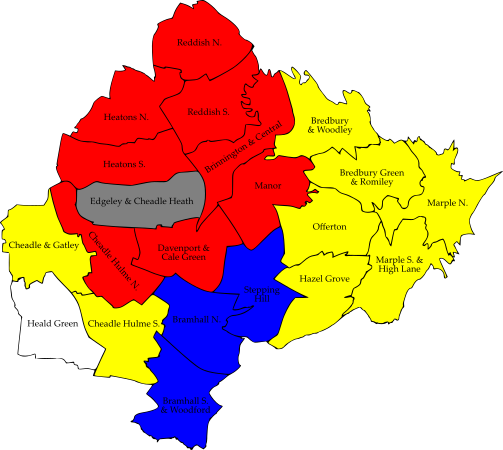 Reddish N.
Heatons N.
Reddish S.
Bredbury
& Woodley
Brinnington & Central
Heatons S.
Bredbury Green
& Romiley
Manor
Edgeley & Cheadle Heath
Marple N.
Offerton
Cheadle & Gatley
Cheadle Hulme N.
Davenport &
Cale Green
Marple S. &
High Lane
Hazel Grove
Stepping
Hill
Heald Green
Cheadle Hulme S.
Bramhall N.
Bramhall S.
& Woodford